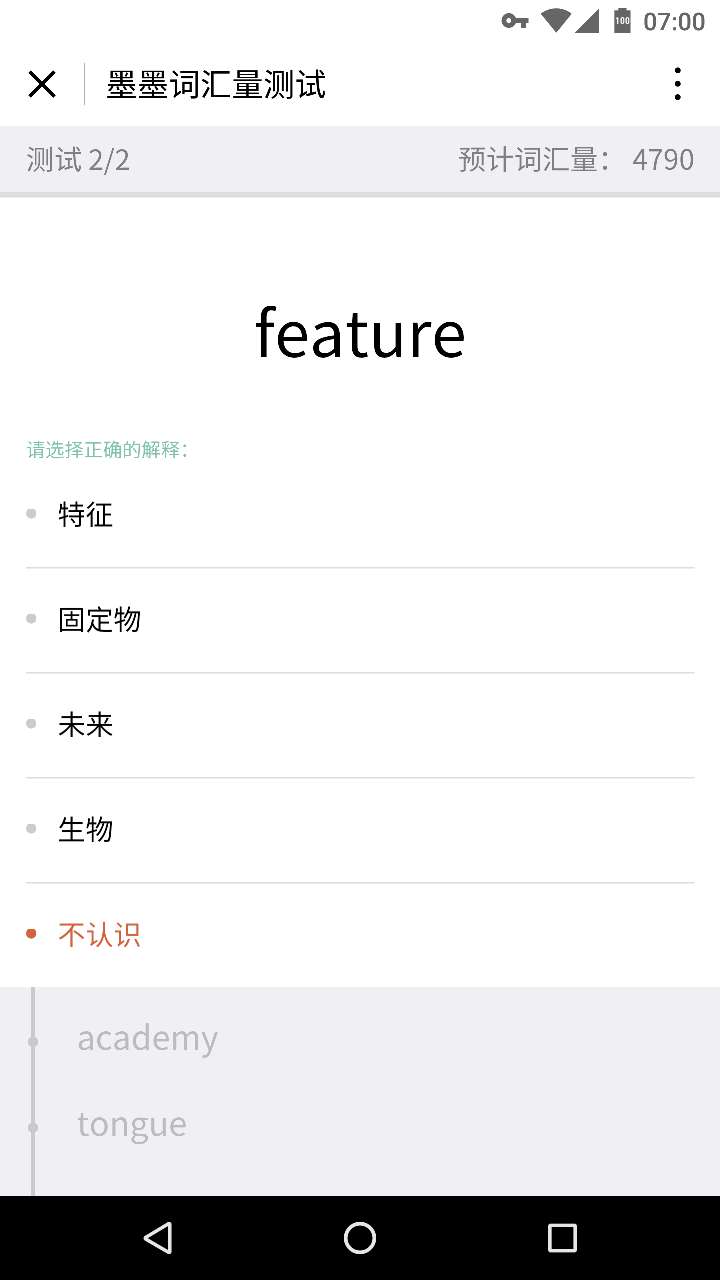 100 07:00
墨墨词汇量测试
测试 2/2 预计词汇量： 4790
feature
请选择正确的解释：
特征
固定物
未来
生物
不认识
academy
tongue